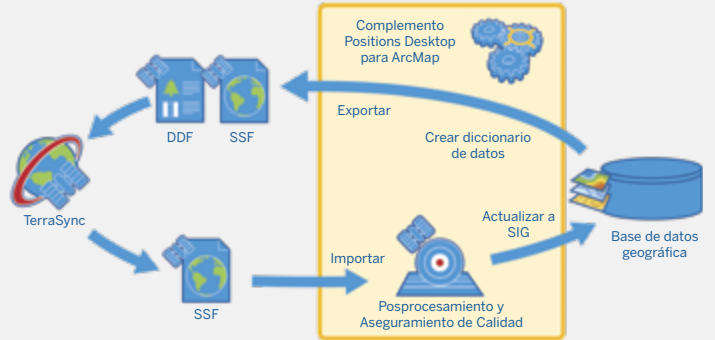 Complemento
Positions Desktop
para ArcMap
Exportar
DDF
SSF
Crear diccionario
de datos
TerraSync
Actualizar a
SIG
Base de datos
geográfica
Importar
SSF
Posprocesamiento y
Aseguramiento de Calidad